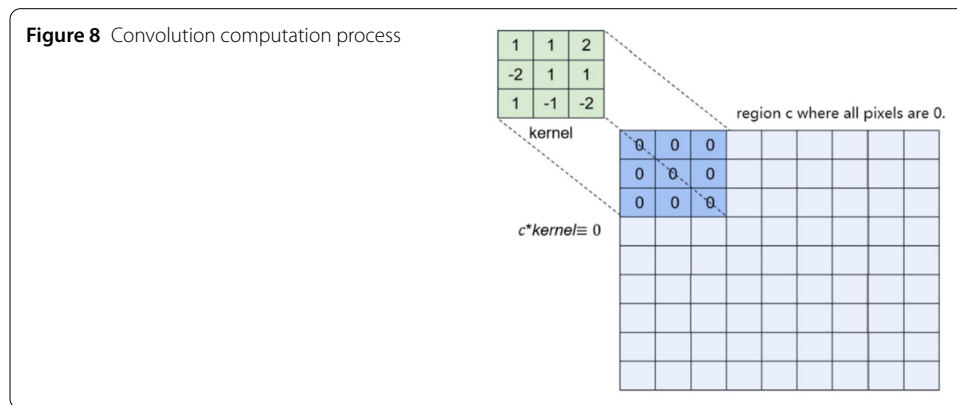 Figure 8 Convolution computation process
1 1 2
-2 1 1
1 -1 -2
kernel
region c where all pixels are 0.
0 0 0
0 0 0
0 0 0
c*kernel≡ 0